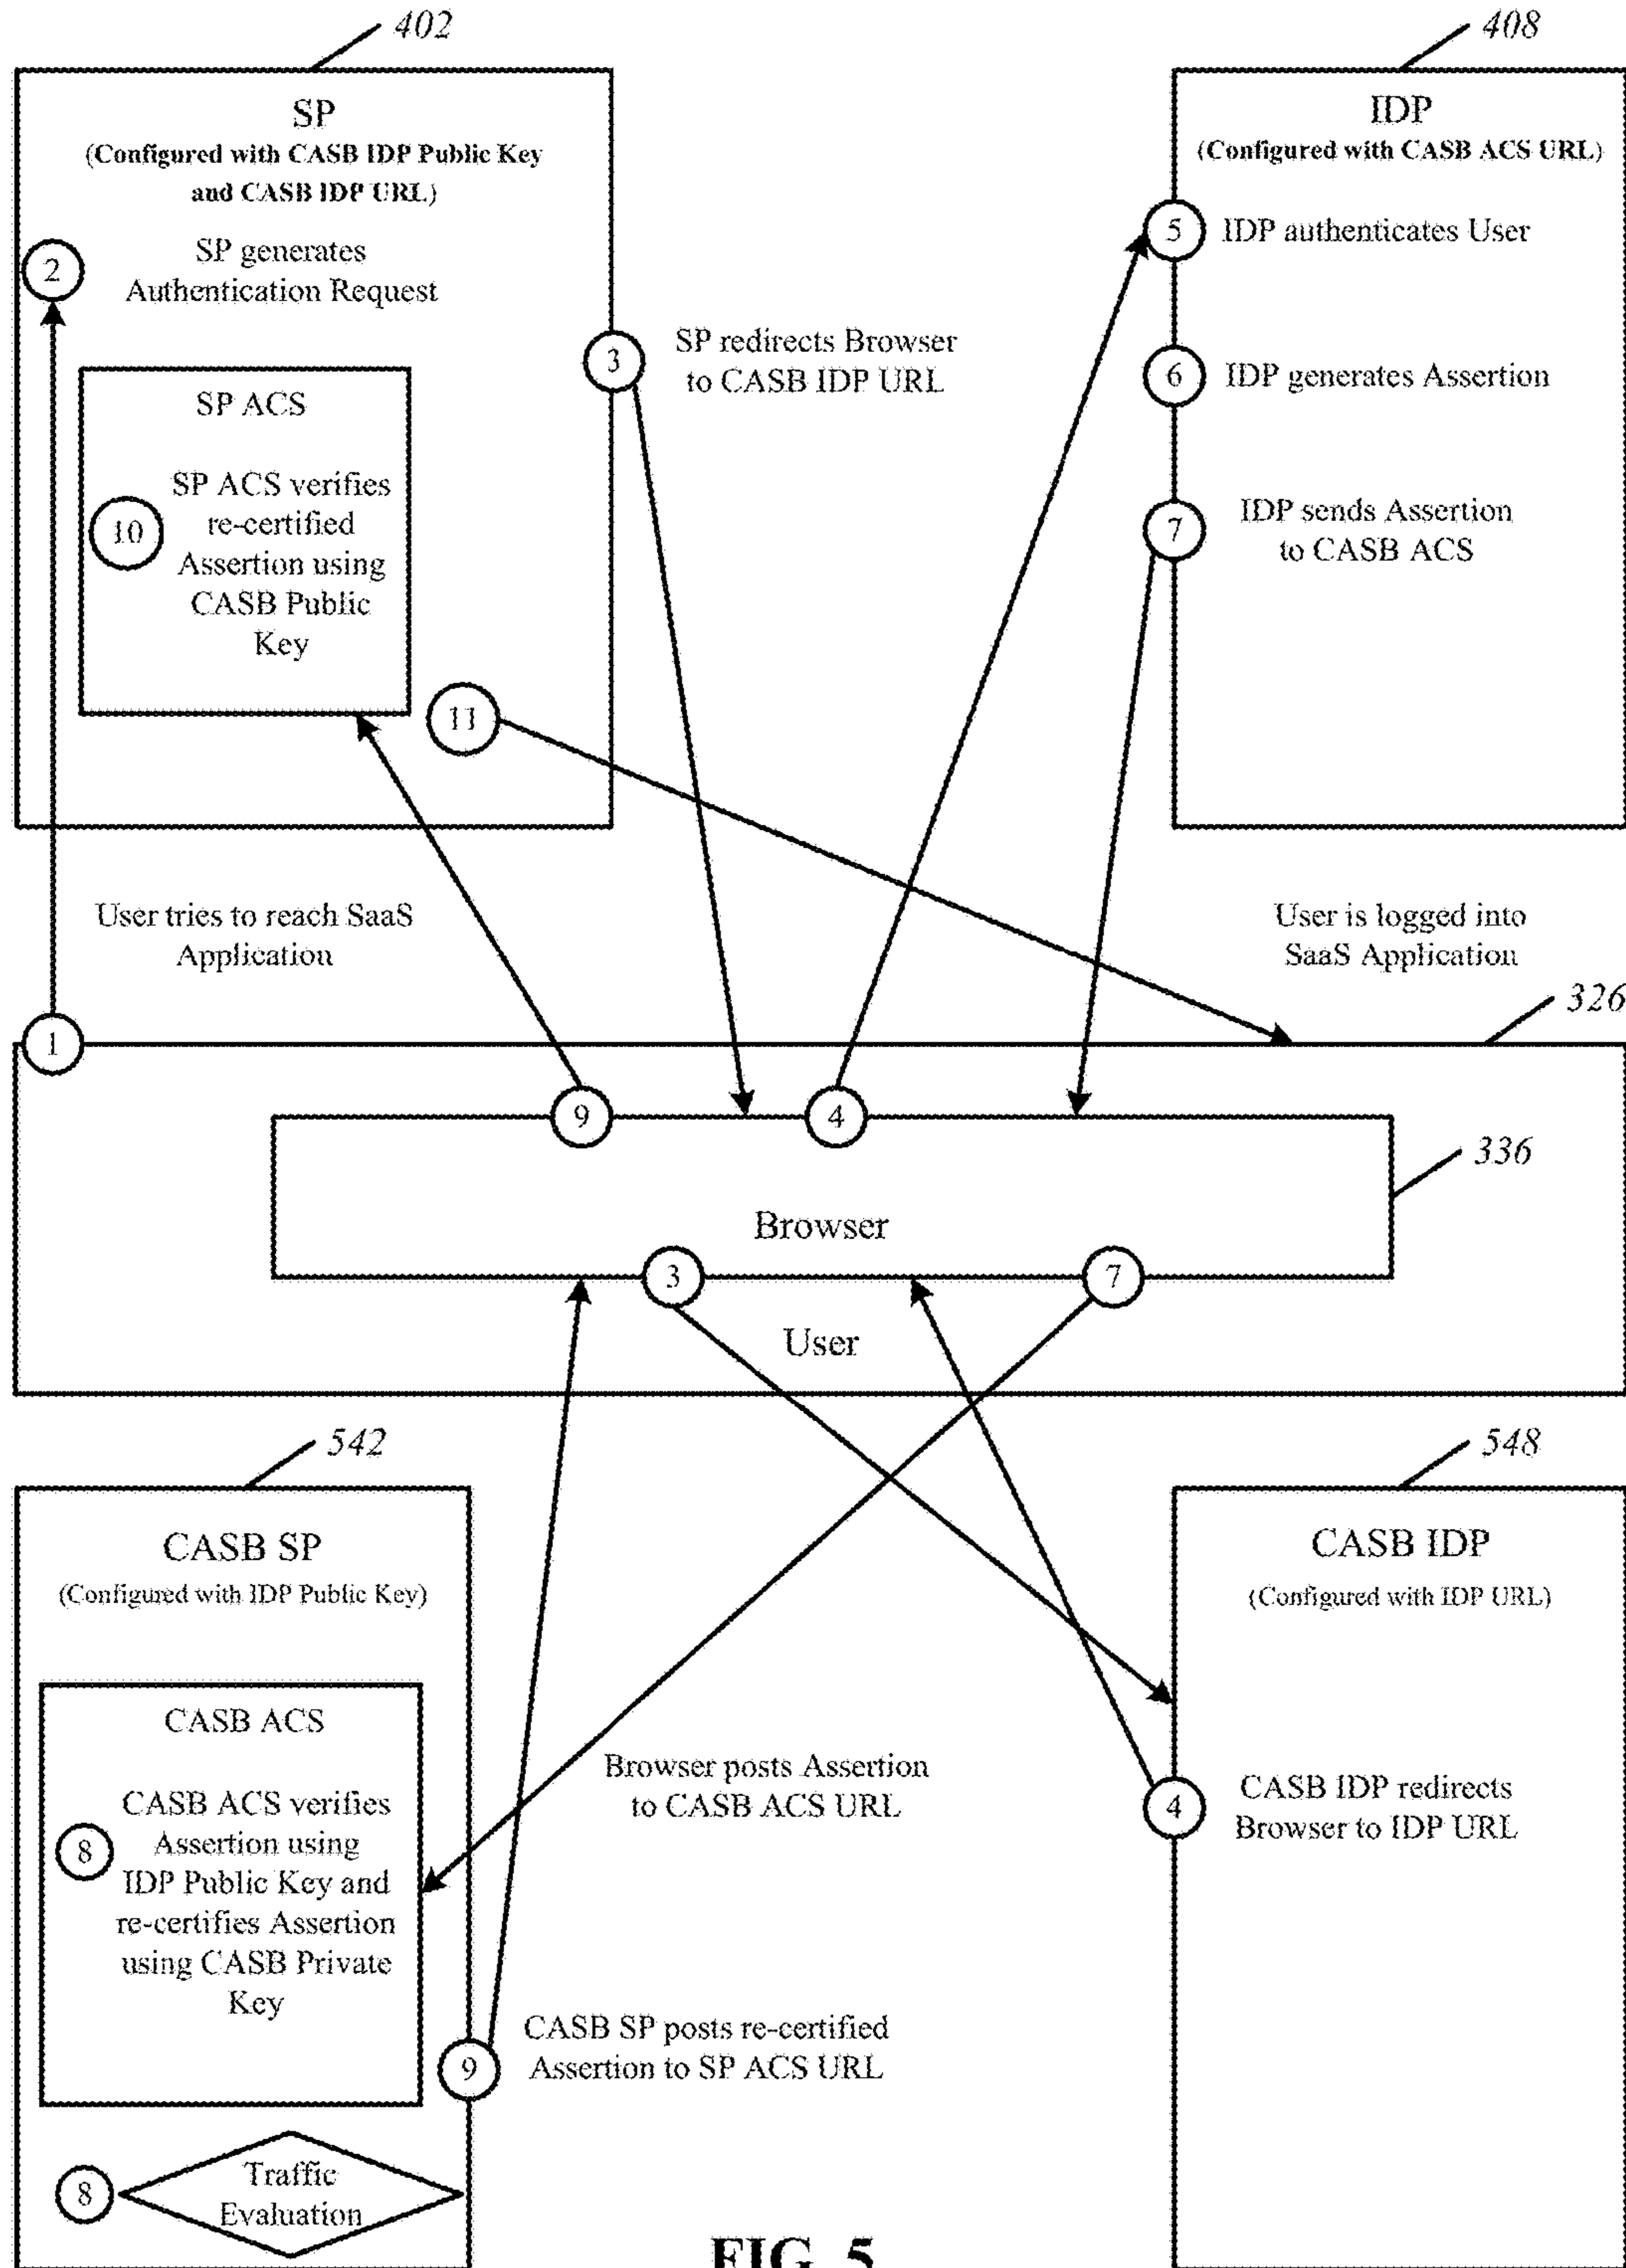 402
408
SP
(Configured with CASB IDP Public Key
and CASB IDP URL)
2
SP generates
Authentication Request
3
SP redirects Browser
to CASB IDP URL
SP ACS
10
SP ACS verifies
re-certified
Assertion using
CASB Public
Key
11
IDP
(Configured with CASB ACS URL)
5
IDP authenticates User
6
IDP generates Assertion
7
IDP sends Assertion
to CASB ACS
User tries to reach SaaS
Application
User is logged into
SaaS Application
326
1
9
4
336
Browser
3
7
User
542
548
CASB SP
(Configured with IDP Public Key)
CASB ACS
8
CASB ACS verifies
Assertion using
IDP Public Key and
re-certifies Assertion
using CASB Private
Key
Browser posts Assertion
to CASB ACS URL
9
CASB SP posts re-certified
Assertion to SP ACS URL
8
Traffic
Evaluation
CASB IDP
(Configured with IDP URL)
4
CASB IDP redirects
Browser to IDP URL
FIG. 5